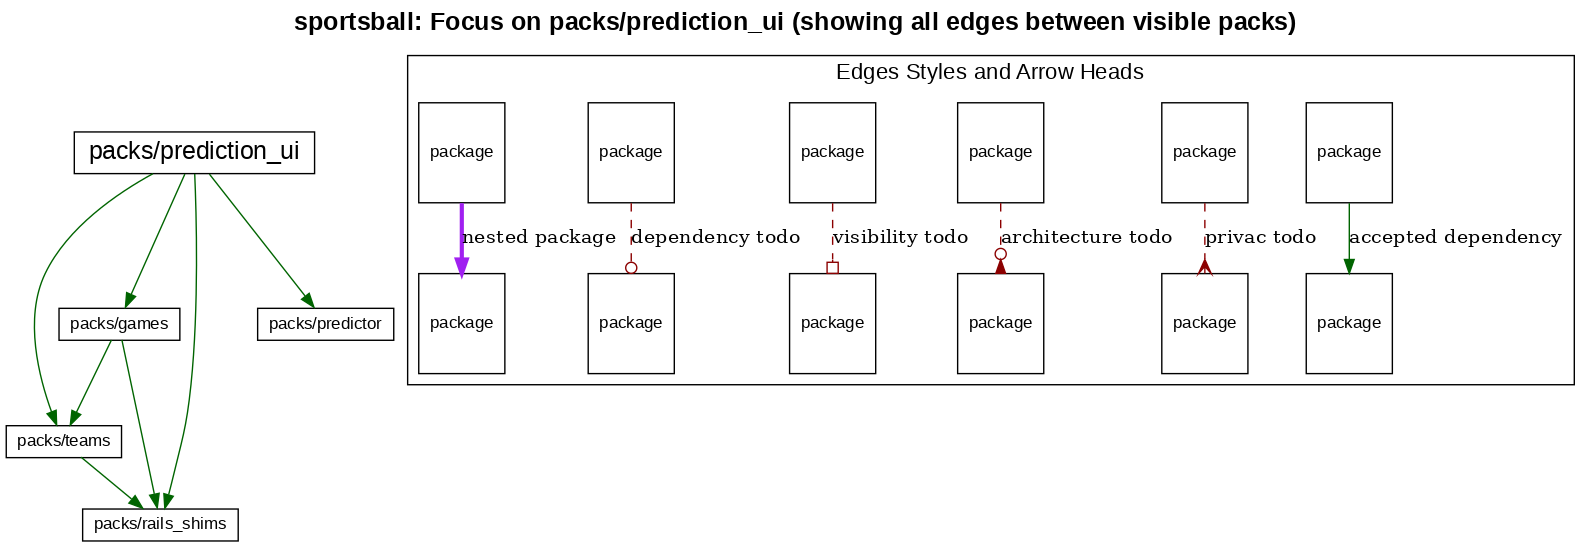 sportsball: Focus on packs/prediction_ui (showing all edges between visible packs)
Edges Styles and Arrow Heads
package package package package package package
packs/prediction_ui
nested package dependency todo visibility todo architecture todo privac todo accepted dependency
packs/games packs/predictor
package package package package package package
packs/teams
packs/rails_shims